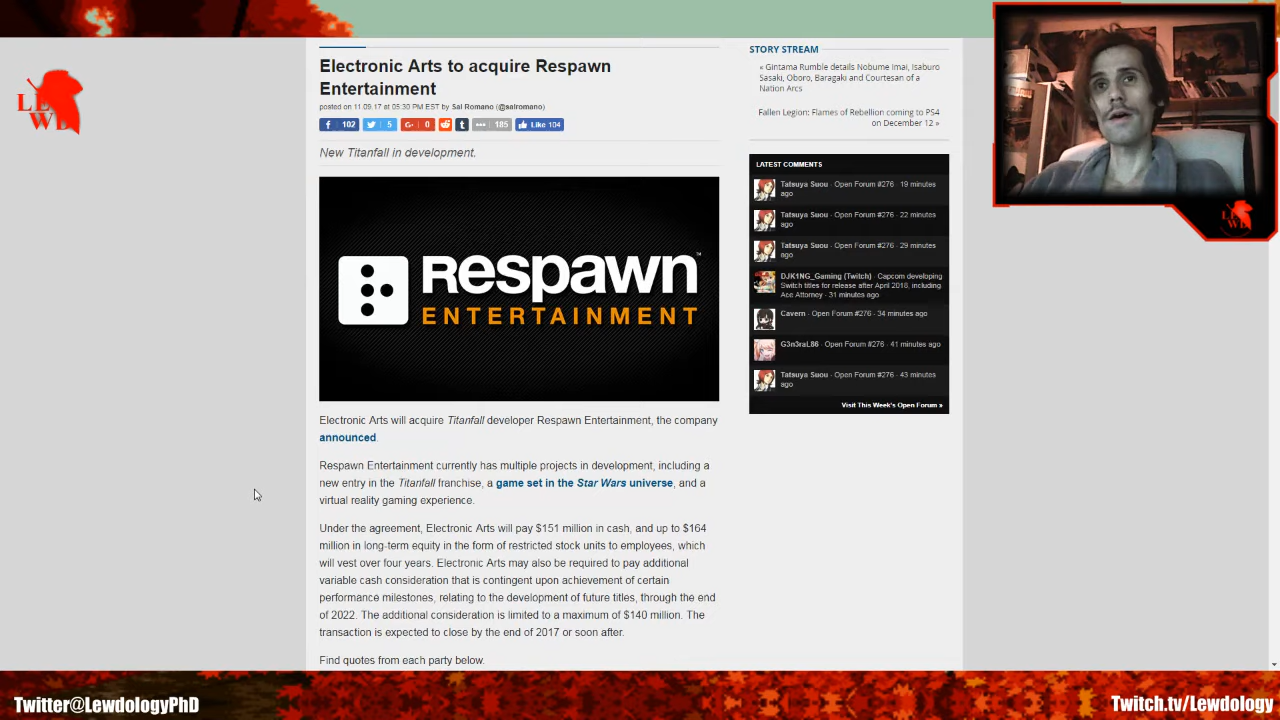 Electronic Arts to acquire Respawn
Entertainment
posted on 11.09.17 at 05:30 PM EST by Sal Romano (@salromano)
102
5
G+ 0
t
185
Like 104
New Titanfall in development.
RESPAWN™
ENTERTAINMENT
Electronic Arts will acquire Titanfall developer Respawn Entertainment, the company
announced.
Respawn Entertainment currently has multiple projects in development, including a
new entry in the Titanfall franchise, a game set in the Star Wars universe, and a
virtual reality gaming experience.
Under the agreement, Electronic Arts will pay $151 million in cash, and up to $164
million in long-term equity in the form of restricted stock units to employees, which
will vest over four years. Electronic Arts may also be required to pay additional
variable cash consideration that is contingent upon achievement of certain
performance milestones, relating to the development of future titles, through the end
of 2022. The additional consideration is limited to a maximum of $140 million. The
transaction is expected to close by the end of 2017 or soon after.
Find quotes from each party below.
STORY STREAM
« Gintama Rumble details Nobume Imai, Isaburo
Sasaki, Oboro, Baragaki and Courtesan of a
Nation Arcs
Fallen Legion: Flames of Rebellion coming to PS4
on December 12 »
LATEST COMMENTS
Tatsuya Suou · Open Forum #276 · 19 minutes
ago
Tatsuya Suou · Open Forum #276 · 22 minutes
ago
Tatsuya Suou · Open Forum #276 · 29 minutes
ago
DJK1NG_Gaming (Twitch) · Capcom developing
Switch titles for release after April 2018, including
Ace Attorney · 31 minutes ago
Cavern · Open Forum #276 · 34 minutes ago
G3n3raL86 · Open Forum #276 · 41 minutes ago
Tatsuya Suou · Open Forum #276 · 43 minutes
ago
Visit This Week's Open Forum »
Twitter@LewdologyPhD
Twitch.tv/Lewdology